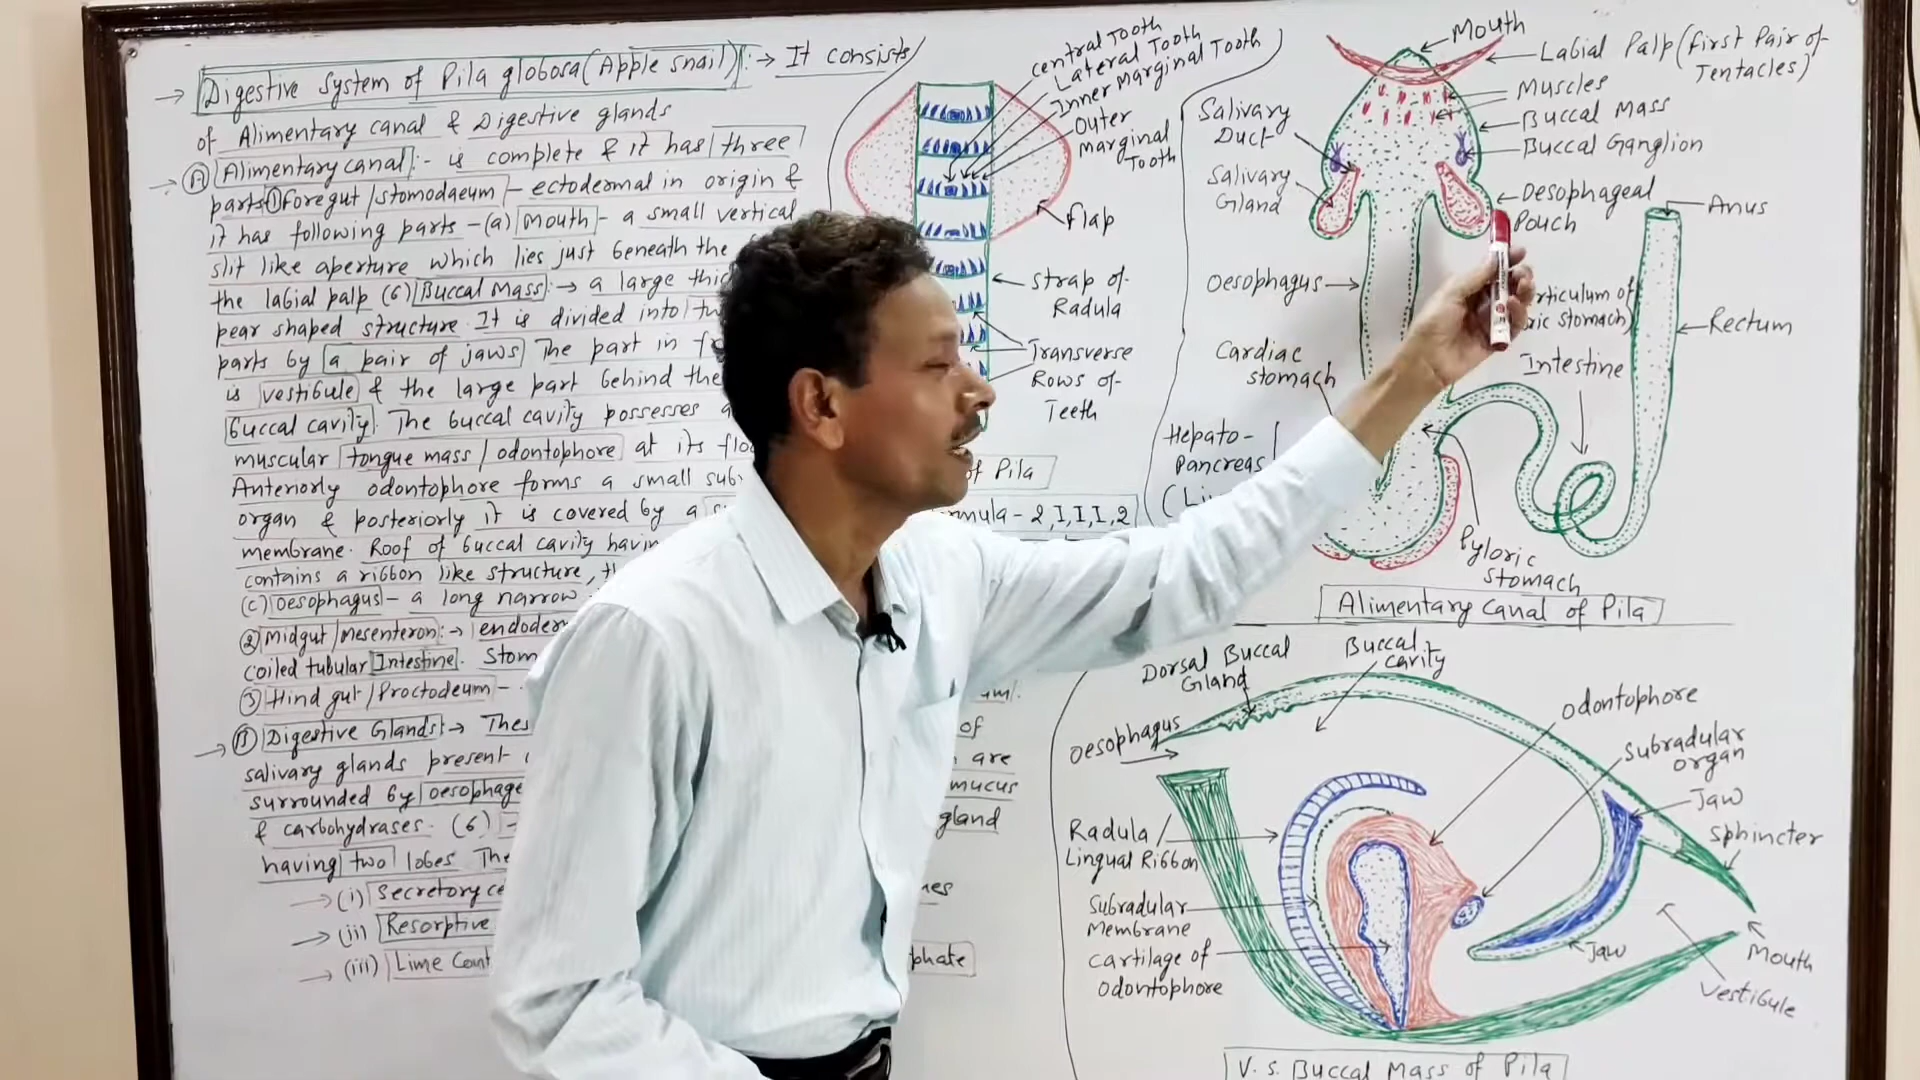 → Digestive System of Pila globosa (Apple snail) :→ It consists
of Alimentary canal & Digestive glands
→ Ⓐ Alimentary canal :- is complete & it has three
parts ① Foregut/stomodaeum - ectodermal in origin &
it has following parts - (a) Mouth - a small vertical
slit like aperture which lies just beneath the
the labial palp (b) Buccal Mass :→ a large
pear shaped structure. It is divided into
parts by a pair of jaws The part in
is vestibule & the large part behind the
buccal cavity. The buccal cavity possesses a
muscular tongue mass / odontophore at its
Anteriorly odontophore forms a small
organ & posteriorly it is covered by a
membrane. Roof of buccal cavity
contains a ribbon like structure,
(c) Oesophagus - a long narrow
② Midgut/Mesenteron :→
coiled tubular Intestine.
③ Hind gut/Proctodeum -
→ Digestive Glands →
salivary glands present
surrounded by
& carbohydrases. (b)
having two lobes
→ (i) Secretory
→ (ii) Resorptive
→ (iii) Lime
of
are
mucus
gland
central Tooth
Lateral Tooth
Inner Marginal Tooth
Outer
marginal
Tooth
Flap
Strap of
Radula
Transverse
Rows of
Teeth
of Pila
2,I,I,I,2
Mouth
Labial Palp (First Pair of
Tentacles)
Muscles
Buccal Mass
Buccal Ganglion
Salivary
Duct
Salivary
Gland
Oesophageal
Pouch
Anus
Oesophagus
Rectum
Cardiac
stomach
Intestine
Hepato-
Pancreas
Pyloric
stomach
Alimentary canal of Pila
Dorsal Buccal
Gland
Buccal
cavity
Oesophagus
odontophore
Subradular
organ
Jaw
Sphincter
Radula /
Lingual Ribbon
Subradular
Membrane
cartilage of
odontophore
Jaw
Mouth
Vestibule
V.S. Buccal Mass of Pila